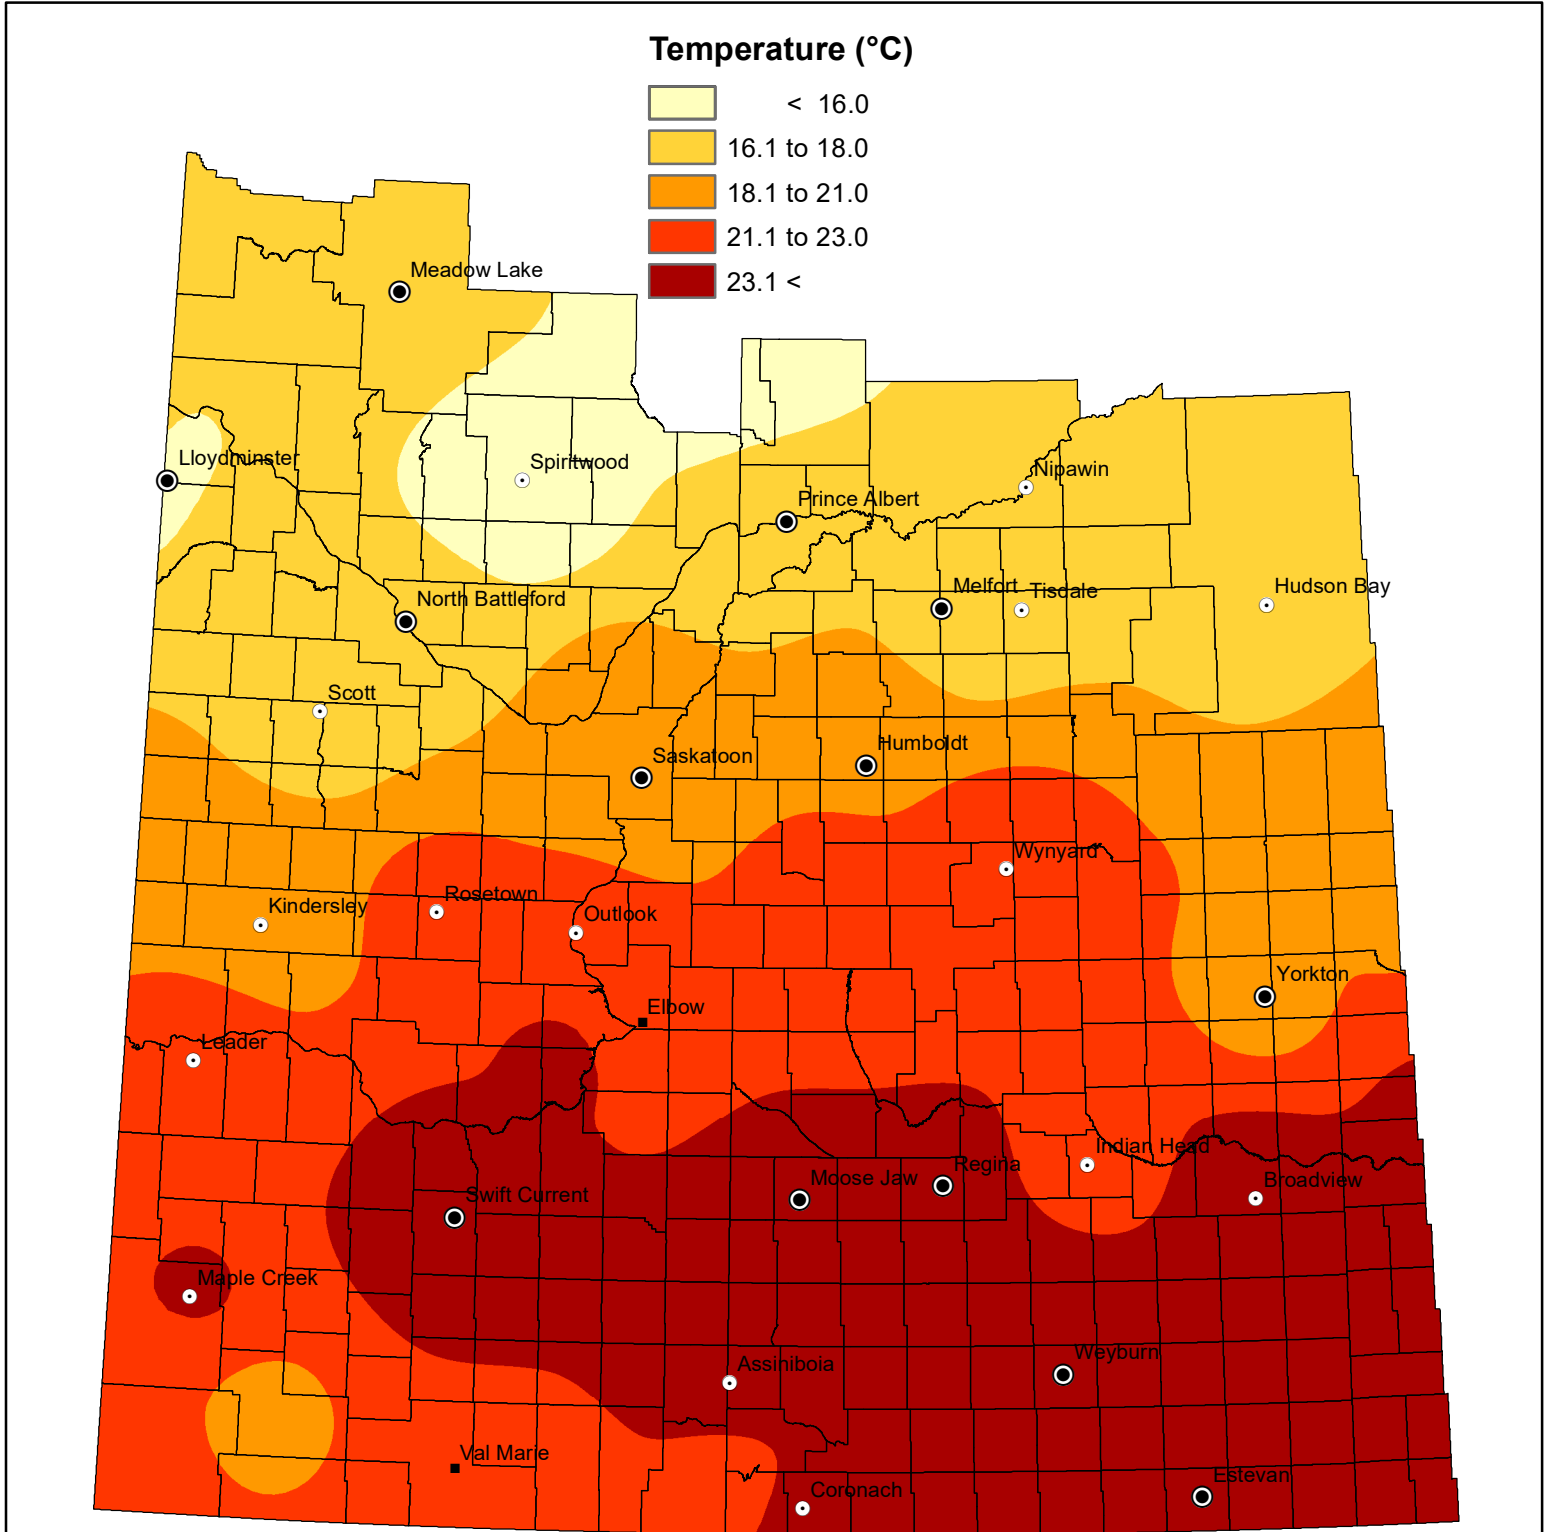 Temperature (°C)
< 16.0
16.1 to 18.0
18.1 to 21.0
21.1 to 23.0
23.1 <
Meadow Lake
Lloydminster
Spiritwood
Nipawin
Prince Albert
North Battleford
Melfort
Tisdale
Hudson Bay
Scott
Saskatoon
Humboldt
Wynyard
Kindersley
Rosetown
Outlook
Yorkton
Elbow
Leader
Indian Head
Moose Jaw
Regina
Broadview
Swift Current
Maple Creek
Assiniboia
Weyburn
Val Marie
Coronach
Estevan